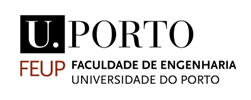 U. PORTO
FEUP FACULDADE DE ENGENHARIA
UNIVERSIDADE DO PORTO